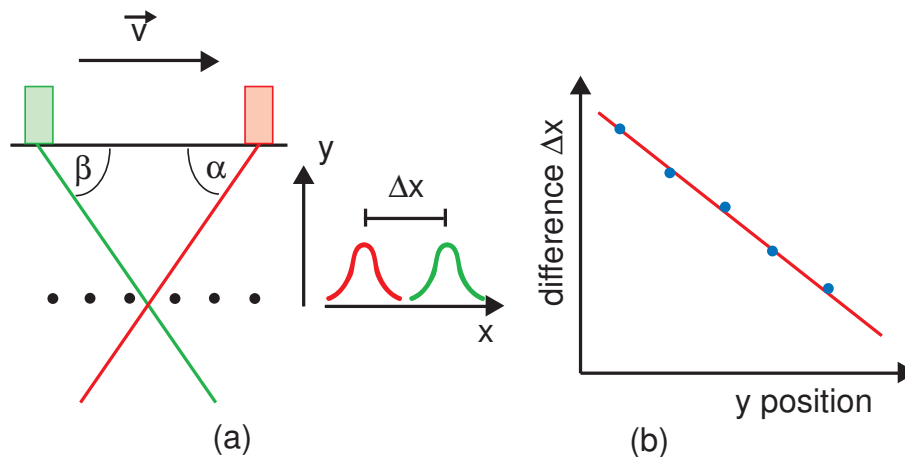 v
β
α
y
Δx
x
(a)
difference Δx
y position
(b)